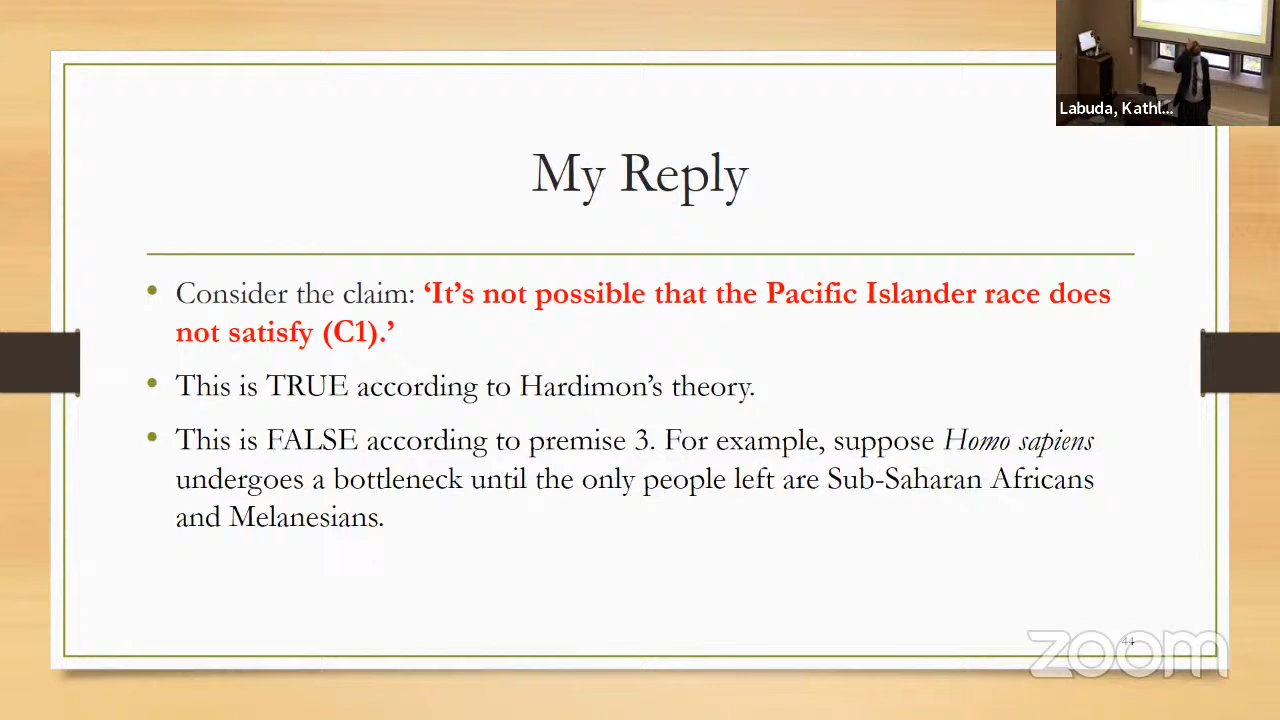 Labuda, Kathl...
My Reply
• Consider the claim: ‘It’s not possible that the Pacific Islander race does
not satisfy (C1).’
• This is TRUE according to Hardimon’s theory.
• This is FALSE according to premise 3. For example, suppose Homo sapiens
undergoes a bottleneck until the only people left are Sub-Saharan Africans
and Melanesians.
44
zoom